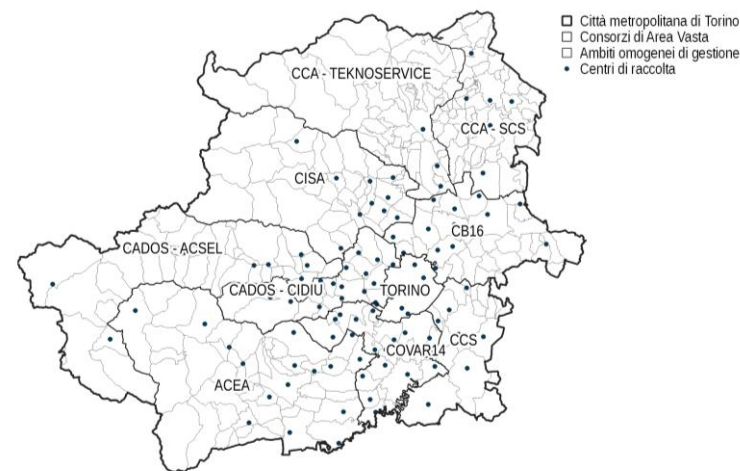 Città metropolitana di Torino
Consorzi di Area Vasta
Ambiti omogenei di gestione
Centri di raccolta
CCA - TEKNOSERVICE
CCA - SCS
CISA
CB16
CADOS - ACSEL
CADOS - CIDIU
TORINO
CCS
COVAR14
ACEA